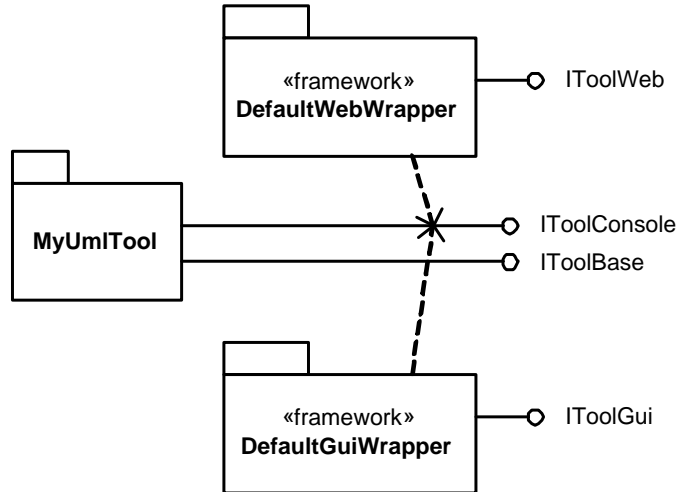 «framework»
DefaultWebWrapper
IToolWeb
MyUmlTool
IToolConsole
IToolBase
«framework»
DefaultGuiWrapper
IToolGui